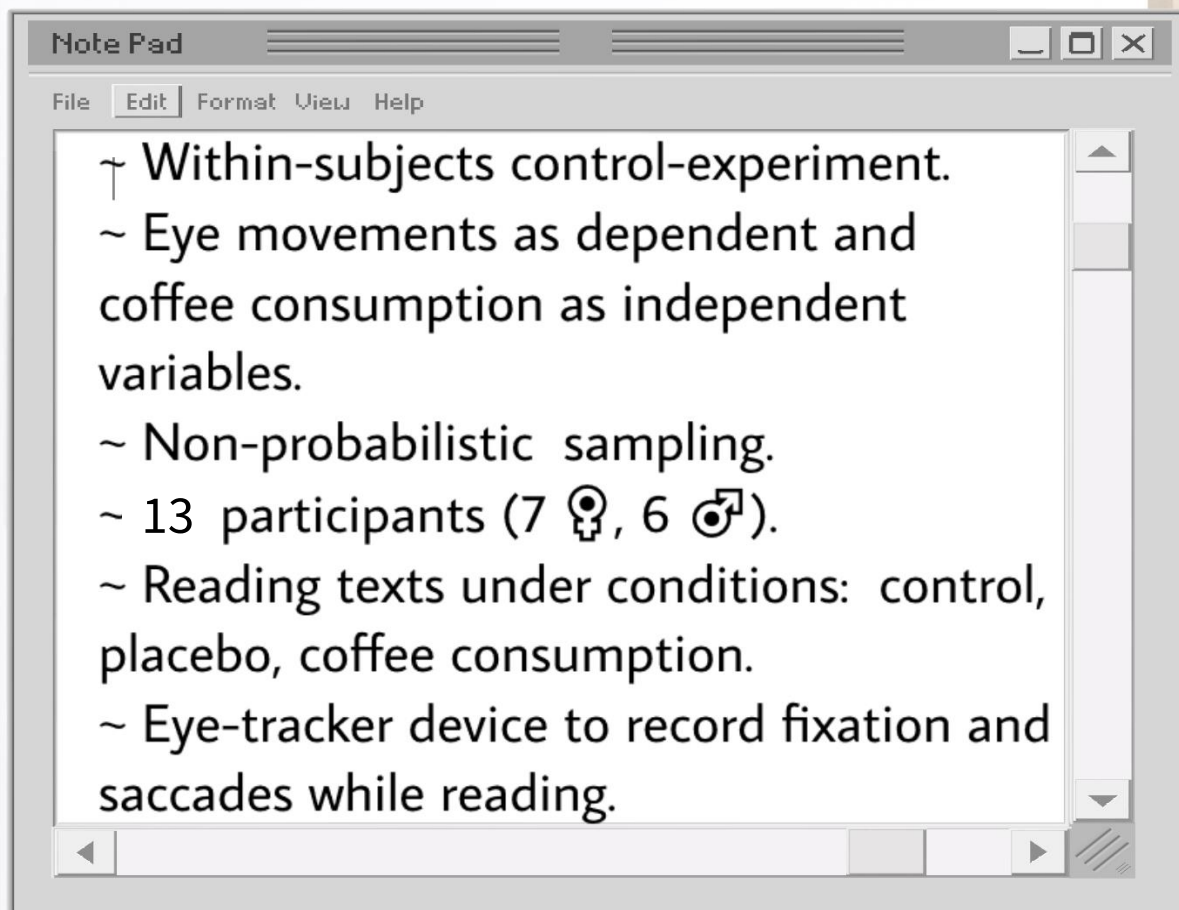 Note Pad
File Edit Format View Help
~ Within-subjects control-experiment.
~ Eye movements as dependent and
coffee consumption as independent
variables.
~ Non-probabilistic sampling.
~ 13 participants (7 ♀, 6 ♂).
~ Reading texts under conditions: control,
placebo, coffee consumption.
~ Eye-tracker device to record fixation and
saccades while reading.